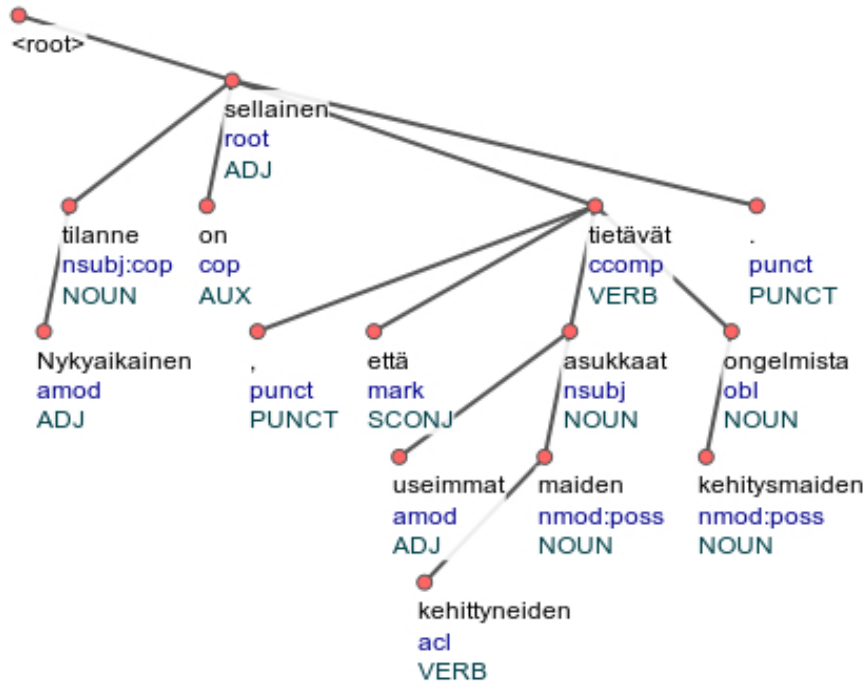 <root>
sellainen
root
ADJ
tilanne on tietävät .
nsubj:cop cop ccomp punct
NOUN AUX VERB PUNCT
Nykyaikainen , että asukkaat ongelmista
amod punct mark nsubj obl
ADJ PUNCT SCONJ NOUN NOUN
useimmat maiden kehitysmaiden
amod nmod:poss nmod:poss
ADJ NOUN NOUN
kehittyneiden
acl
VERB